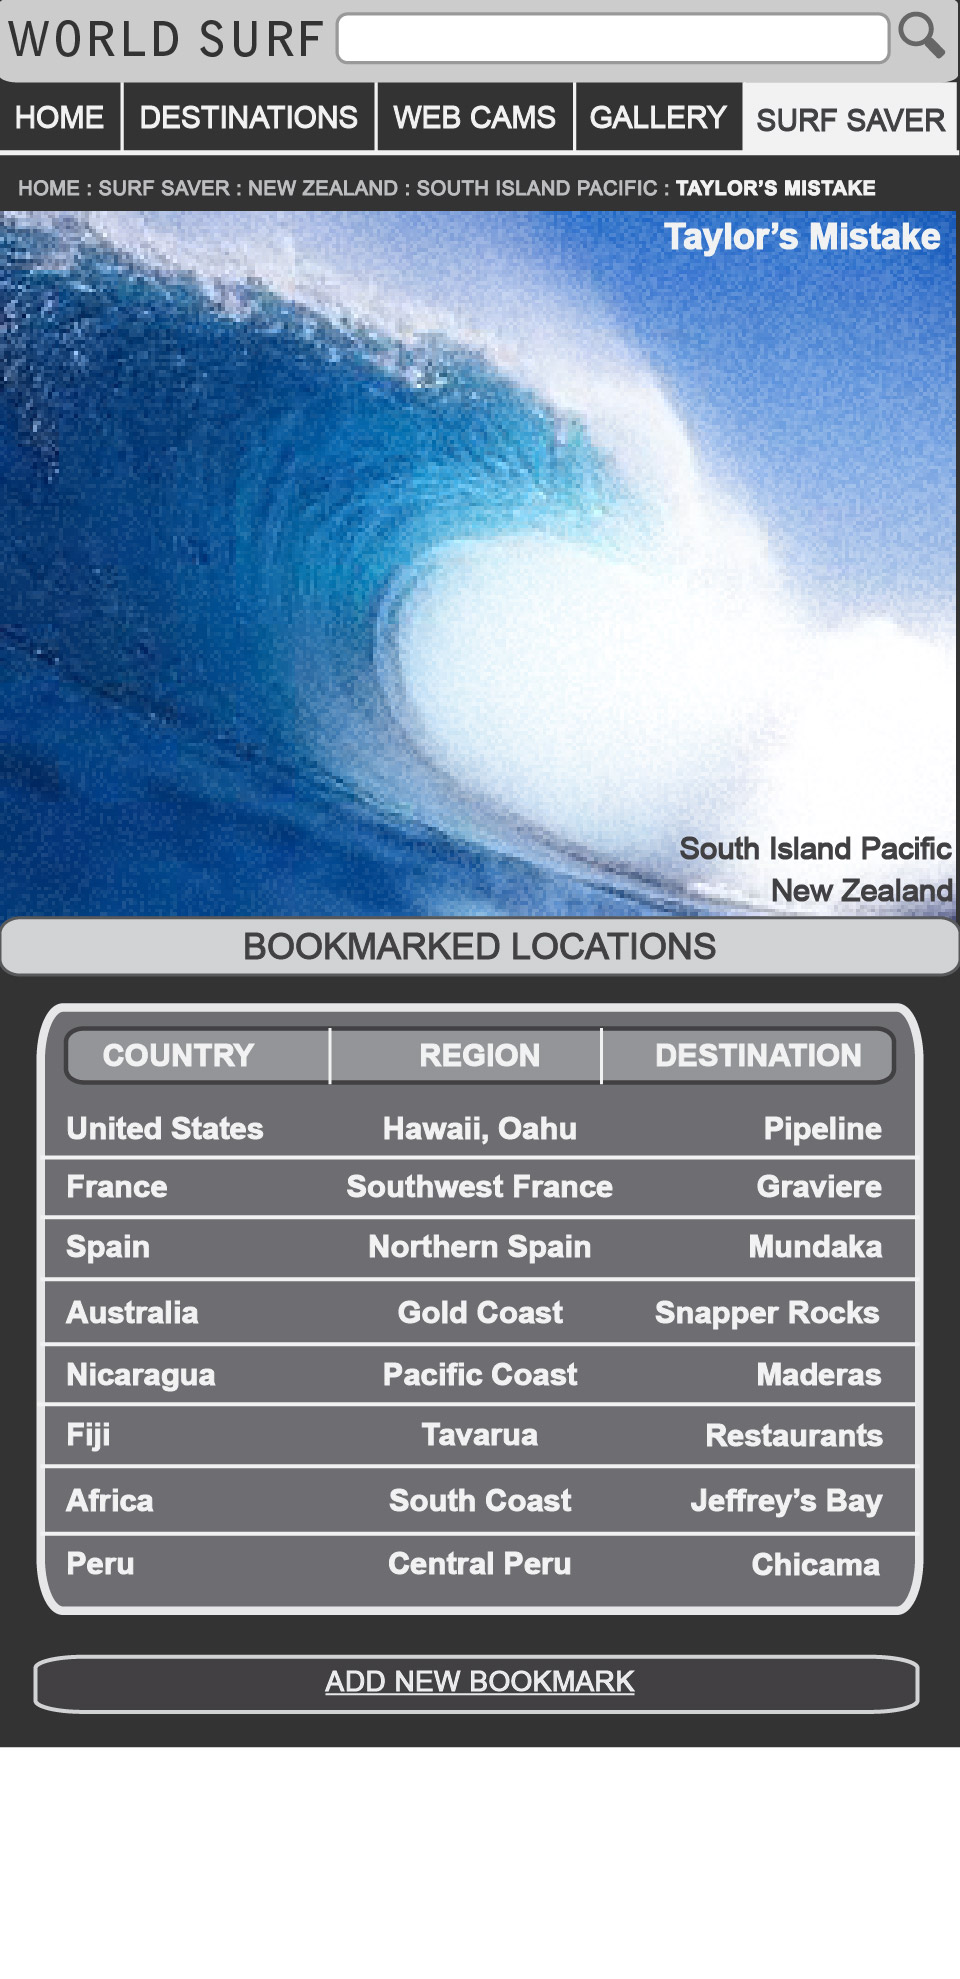 WORLD SURF
HOME DESTINATIONS WEB CAMS GALLERY SURF SAVER
HOME : SURF SAVER : NEW ZEALAND : SOUTH ISLAND PACIFIC : TAYLOR’S MISTAKE
Taylor’s Mistake
South Island Pacific
New Zealand
BOOKMARKED LOCATIONS
COUNTRY REGION DESTINATION
United States Hawaii, Oahu Pipeline
France Southwest France Graviere
Spain Northern Spain Mundaka
Australia Gold Coast Snapper Rocks
Nicaragua Pacific Coast Maderas
Fiji Tavarua Restaurants
Africa South Coast Jeffrey’s Bay
Peru Central Peru Chicama
ADD NEW BOOKMARK